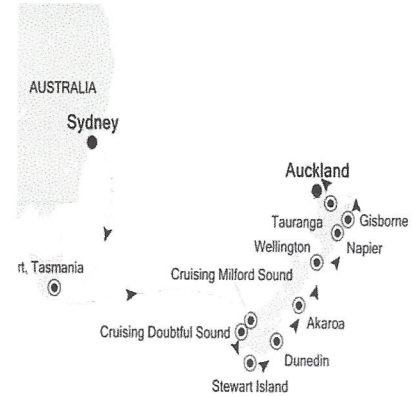 AUSTRALIA
Sydney
Auckland
Tauranga
Gisborne
Wellington
Napier
rt, Tasmania
Cruising Milford Sound
Akaroa
Cruising Doubtful Sound
Dunedin
Stewart Island